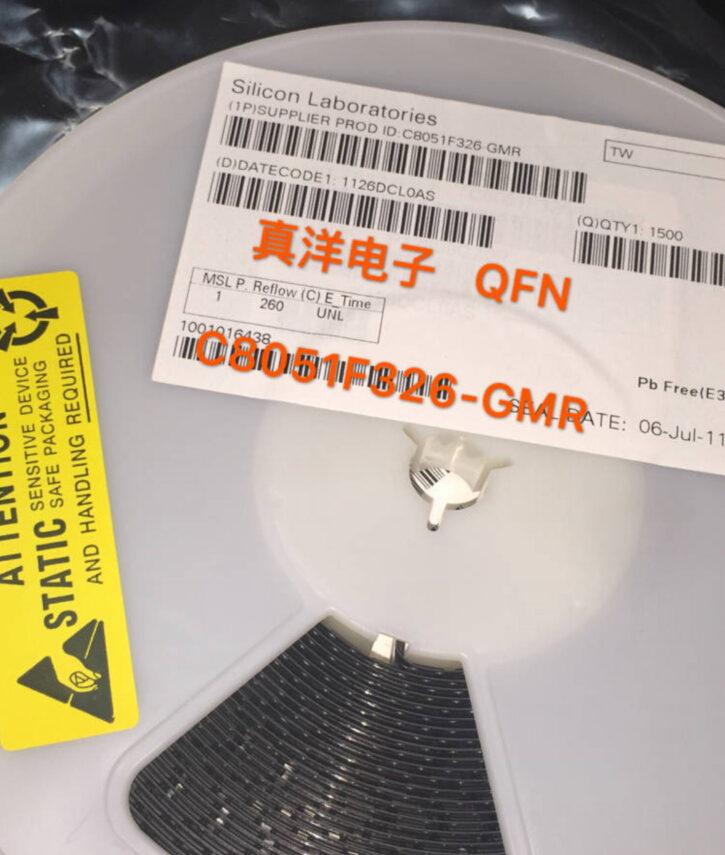 Silicon Laboratories
(1P)SUPPLIER PROD ID:C8051F326-GMR
TW
(D)DATECODE1: 1126DCL0AS
(Q)QTY1: 1500
真洋电子 QFN
MSL P. Reflow (C) E_Time
1 260 UNL
1001016438
C8051F326-GMR
Pb Free(E3
SEAL DATE: 06-Jul-11
ATTENTION
STATIC
SENSITIVE DEVICE
SAFE PACKAGING
AND HANDLING REQUIRED